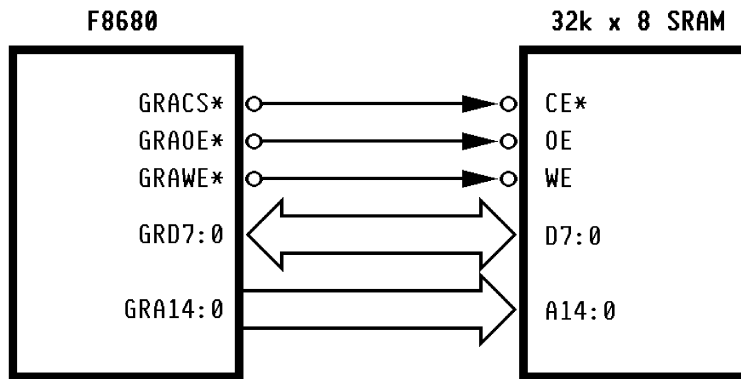 F8680 32k x 8 SRAM
GRACS* CE*
GRAOE* OE
GRAWE* WE
GRD7:0 D7:0
GRA14:0 A14:0